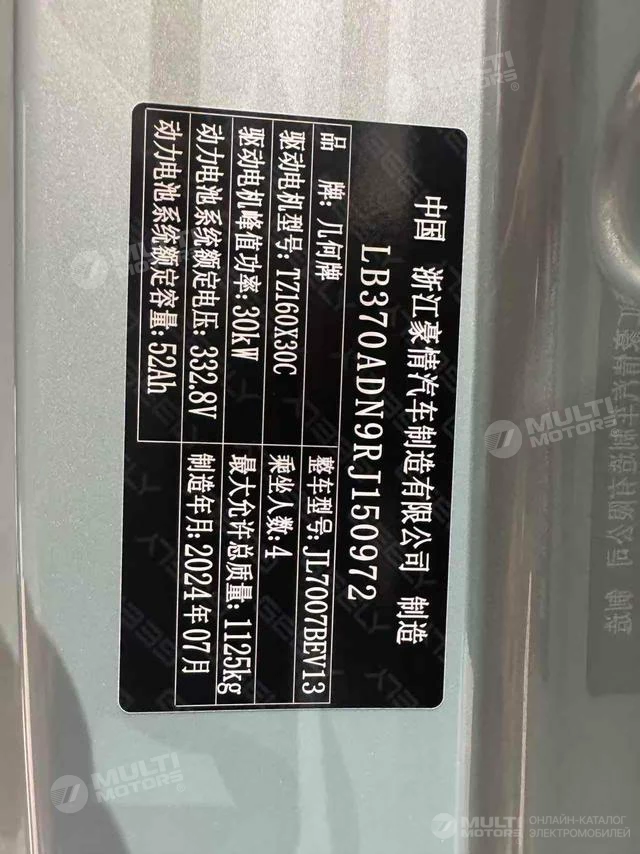 中国 浙江豪情汽车制造有限公司 制造
LB370ADN9RJ150972
品 牌: 几何牌 整车型号: JL7007BEV13
驱动电机型号: TZ160X30C 乘坐人数:4
驱动电机峰值功率: 30kW 最大允许总质量: 1125kg
动力电池系统额定电压: 332.8V 制造年月: 2024年07月
动力电池系统额定容量: 52Ah
MULTI
MOTORS®
MULTI
MOTORS
MULTI
MOTORS®
MULTI
MOTORS
ОНЛАЙН-КАТАЛОГ
ЭЛЕКТРОМОБИЛЕЙ